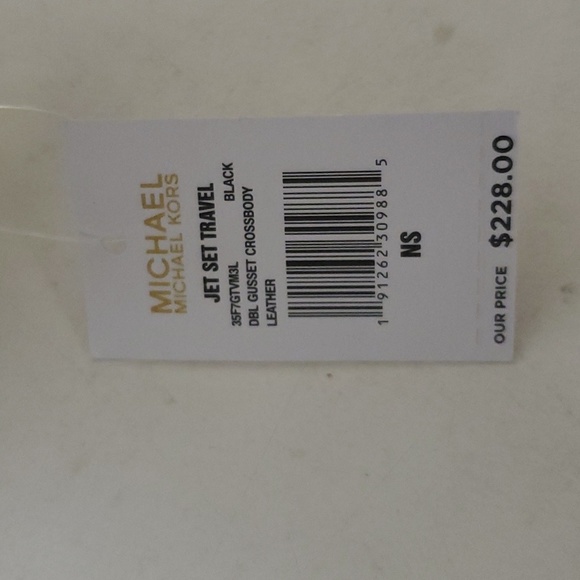 MICHAEL
MICHAEL KORS
JET SET TRAVEL
35F7GTVM3L BLACK
DBL GUSSET CROSSBODY
LEATHER
1 91262 30988 5
NS
OUR PRICE $228.00